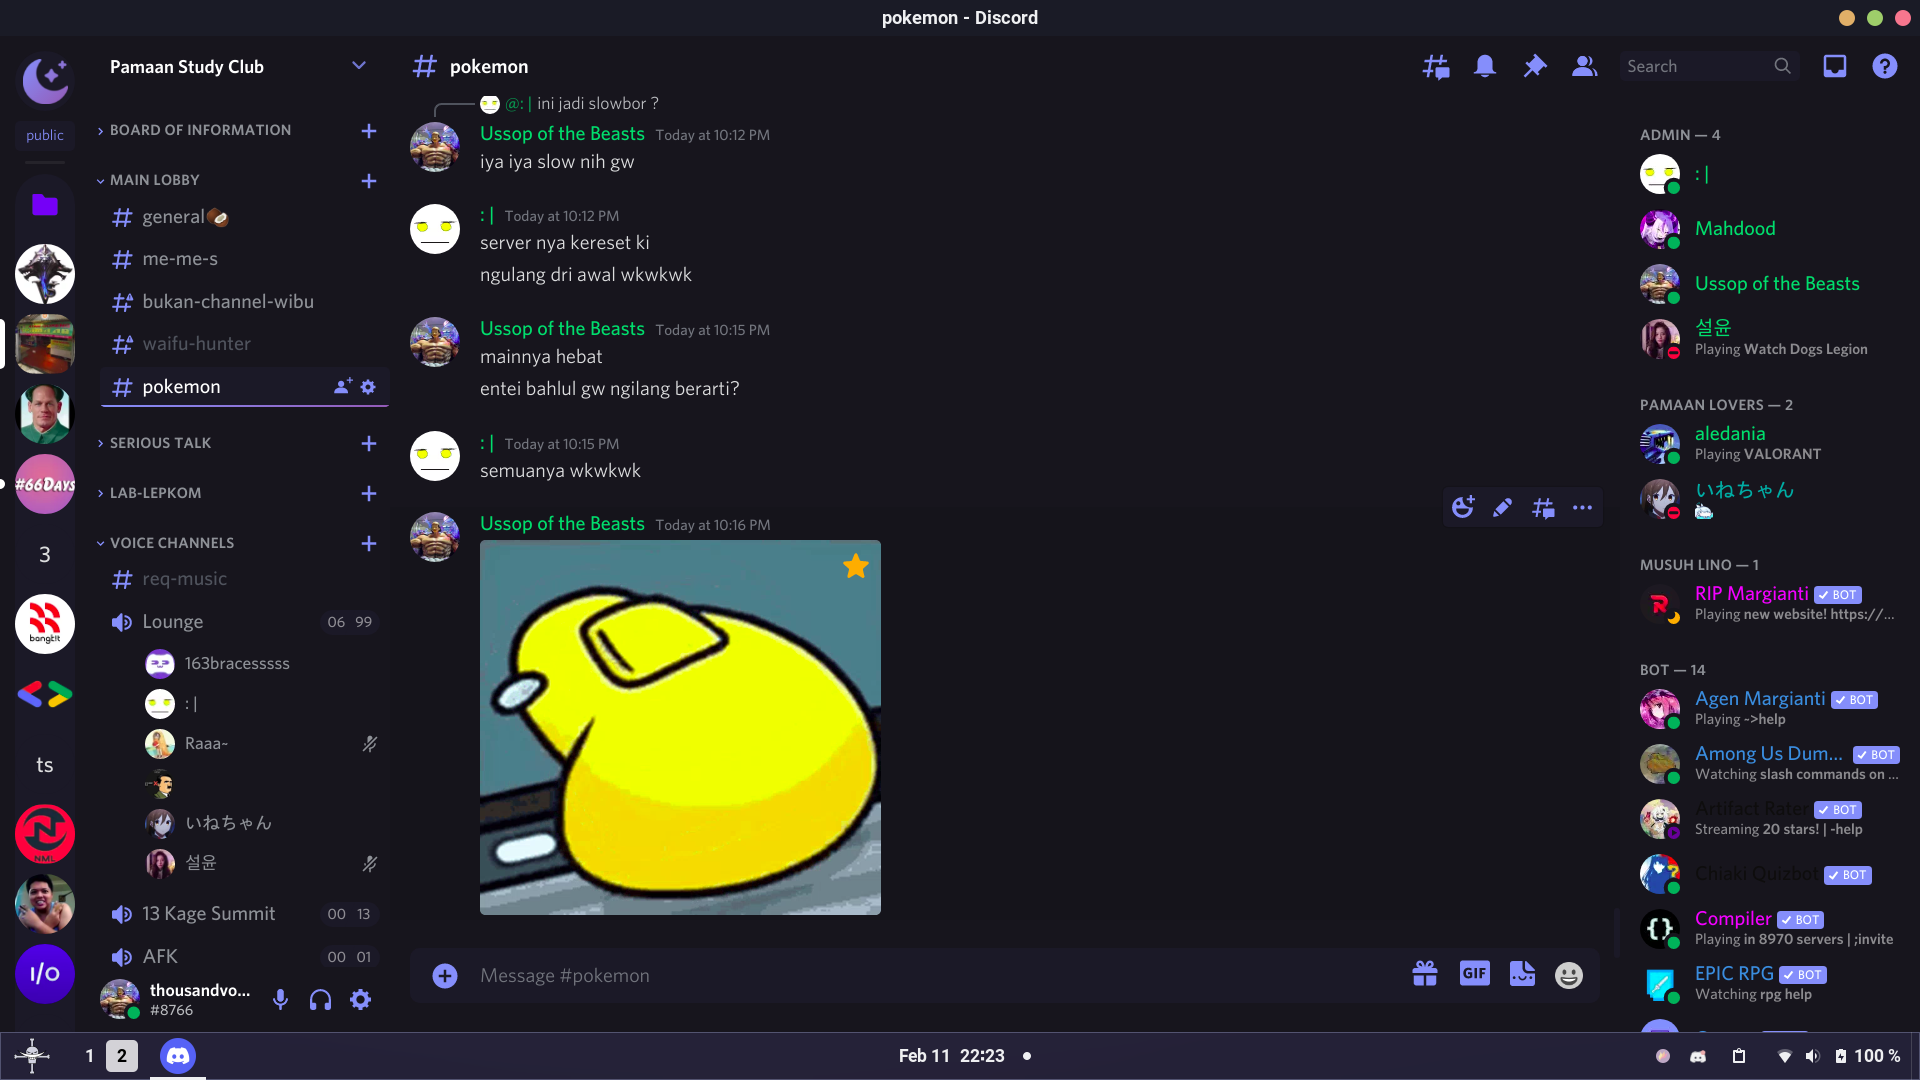 pokemon - Discord
public
#66DAYS
3
bangk!t
ts
NML
I/O
Pamaan Study Club
BOARD OF INFORMATION
MAIN LOBBY
general
me-me-s
bukan-channel-wibu
waifu-hunter
pokemon
SERIOUS TALK
LAB-LEPKOM
VOICE CHANNELS
req-music
Lounge 06 99
163bracesssss
: |
Raaa~
いねちゃん
설윤
13 Kage Summit 00 13
AFK 00 01
thousandvo...
#8766
pokemon
Search
@: | ini jadi slowbor ?
Ussop of the Beasts Today at 10:12 PM
iya iya slow nih gw
: | Today at 10:12 PM
server nya kereset ki
ngulang dri awal wkwkwk
Ussop of the Beasts Today at 10:15 PM
mainnya hebat
entei bahlul gw ngilang berarti?
: | Today at 10:15 PM
semuanya wkwkwk
Ussop of the Beasts Today at 10:16 PM
Message #pokemon
GIF
ADMIN — 4
: |
Mahdood
Ussop of the Beasts
설윤
Playing Watch Dogs Legion
PAMAAN LOVERS — 2
aledania
Playing VALORANT
いねちゃん
MUSUH LINO — 1
RIP Margianti BOT
Playing new website! https://...
BOT — 14
Agen Margianti BOT
Playing ->help
Among Us Dum... BOT
Watching slash commands on ...
Artifact Rater BOT
Streaming 20 stars! | -help
Chiaki Quizbot BOT
Compiler BOT
Playing in 8970 servers | ;invite
EPIC RPG BOT
Watching rpg help
1 2
Feb 11 22:23
100 %